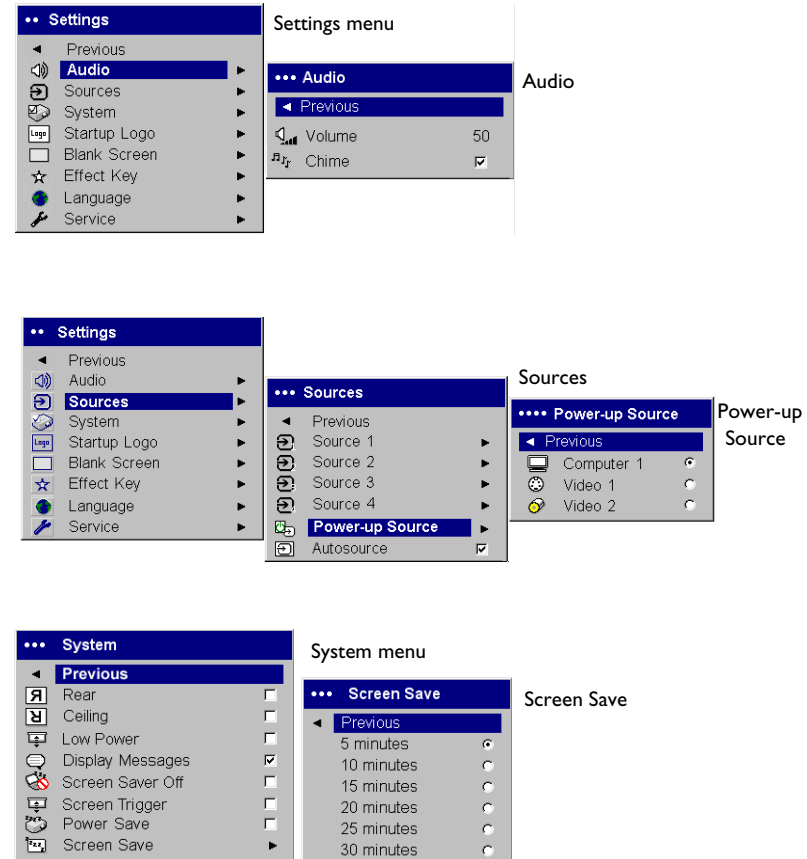 Settings
Settings menu
Previous
Audio
Sources
System
Logo
Startup Logo
Blank Screen
Effect Key
Language
Service
Audio
Audio
Previous
Volume 50
Chime
Settings
Previous
Audio
Sources
System
Logo
Startup Logo
Blank Screen
Effect Key
Language
Service
Sources
Sources
Previous
Source 1
Source 2
Source 3
Source 4
Power-up Source
Autosource
Power-up Source
Power-up
Source
Previous
Computer 1
Video 1
Video 2
System
System menu
Previous
Rear
Ceiling
Low Power
Display Messages
Screen Saver Off
Screen Trigger
Power Save
Screen Save
Screen Save
Screen Save
Previous
5 minutes
10 minutes
15 minutes
20 minutes
25 minutes
30 minutes